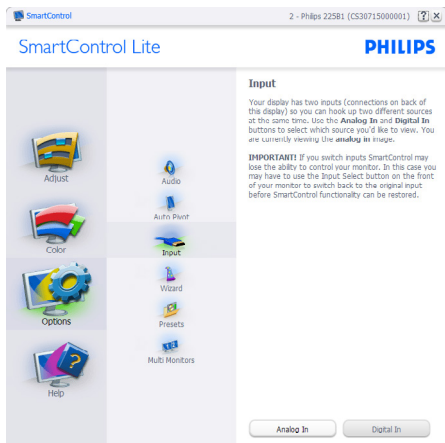 SmartControl
2 - Philips 225B1 (CS30715000001)
SmartControl Lite
PHILIPS
Adjust
Color
Options
Help
Audio
Auto Pivot
Input
Wizard
Presets
Multi Monitors
Input
Your display has two inputs (connections on back of
this display) so you can hook up two different sources
at the same time. Use the Analog In and Digital In
buttons to select which source you'd like to view. You
are currently viewing the analog in image.
IMPORTANT! If you switch inputs SmartControl may
lose the ability to control your monitor. In this case you
may have to use the Input Select button on the front
of your monitor to switch back to the original input
before SmartControl functionality can be restored.
Analog In
Digital In